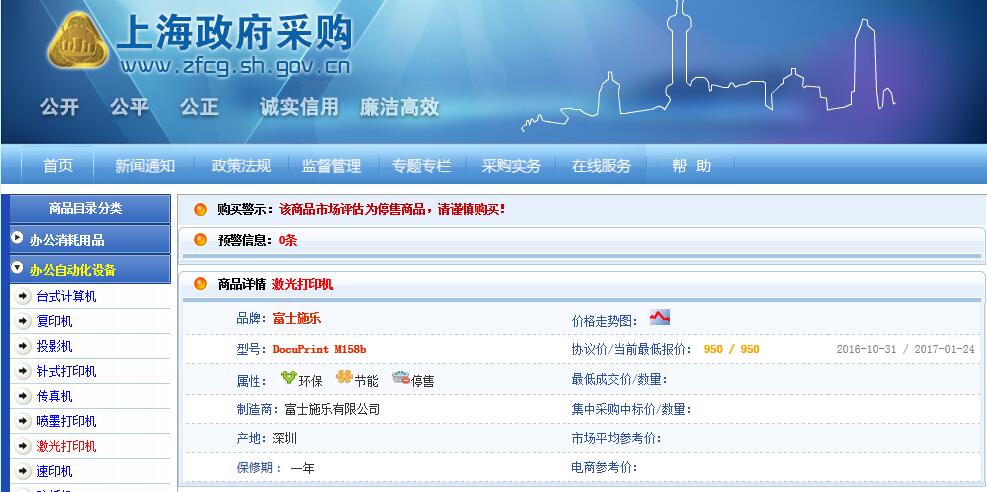 上海政府采购
www.zfcg.sh.gov.cn
公开 公平 公正 诚实信用 廉洁高效
首页 新闻通知 政策法规 监督管理 专题专栏 采购实务 在线服务 帮 助
商品目录分类
办公消耗用品
办公自动化设备
台式计算机
复印机
投影机
针式打印机
传真机
喷墨打印机
激光打印机
速印机
购买警示：该商品市场评估为停售商品，请谨慎购买！
预警信息：0条
商品详情 激光打印机
品牌：富士施乐 价格走势图：
型号：DocuPrint M158b 协议价/当前最低报价： 950 / 950 2016-10-31 / 2017-01-24
属性： 环保 节能 停售 最低成交价/数量：
制造商：富士施乐有限公司 集中采购中标价/数量：
产地：深圳 市场平均参考价：
保修期： 一年 电商参考价：